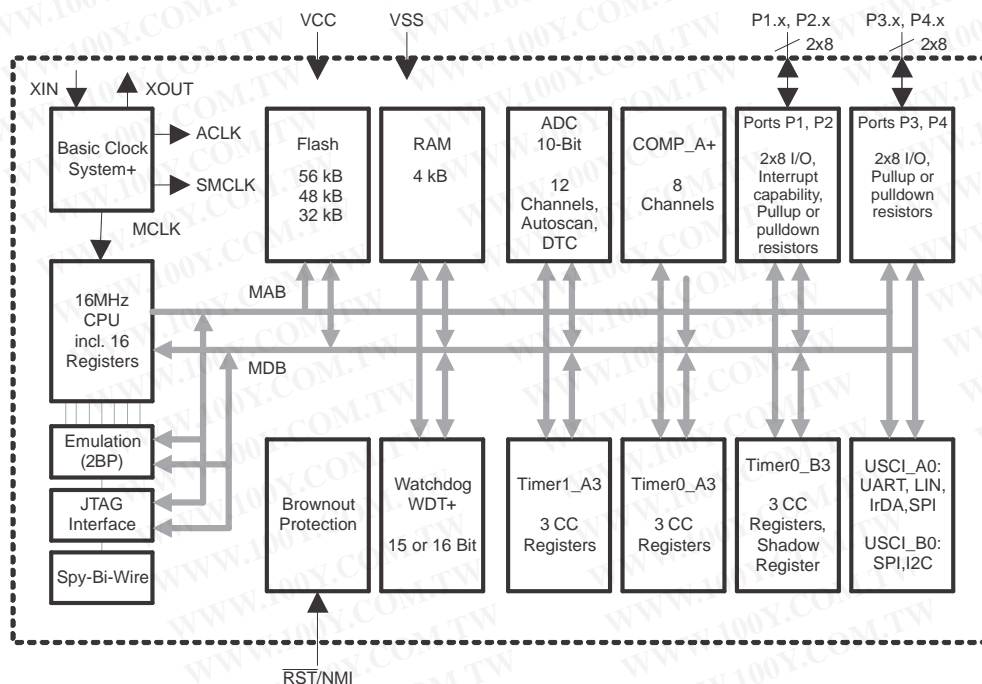 VCC
VSS
P1.x, P2.x
2x8
P3.x, P4.x
2x8
XIN
XOUT
Basic Clock
System+
ACLK
SMCLK
MCLK
Flash
56 kB
48 kB
32 kB
RAM
4 kB
ADC
10-Bit
12
Channels,
Autoscan,
DTC
COMP_A+
8
Channels
Ports P1, P2
2x8 I/O,
Interrupt
capability,
Pullup or
pulldown
resistors
Ports P3, P4
2x8 I/O,
Pullup or
pulldown
resistors
16MHz
CPU
incl. 16
Registers
MAB
MDB
Emulation
(2BP)
JTAG
Interface
Spy-Bi-Wire
Brownout
Protection
Watchdog
WDT+
15 or 16 Bit
Timer1_A3
3 CC
Registers
Timer0_A3
3 CC
Registers
Timer0_B3
3 CC
Registers,
Shadow
Register
USCI_A0:
UART, LIN,
IrDA,SPI
USCI_B0:
SPI,I2C
RST/NMI
WWW.100Y.COM.TW